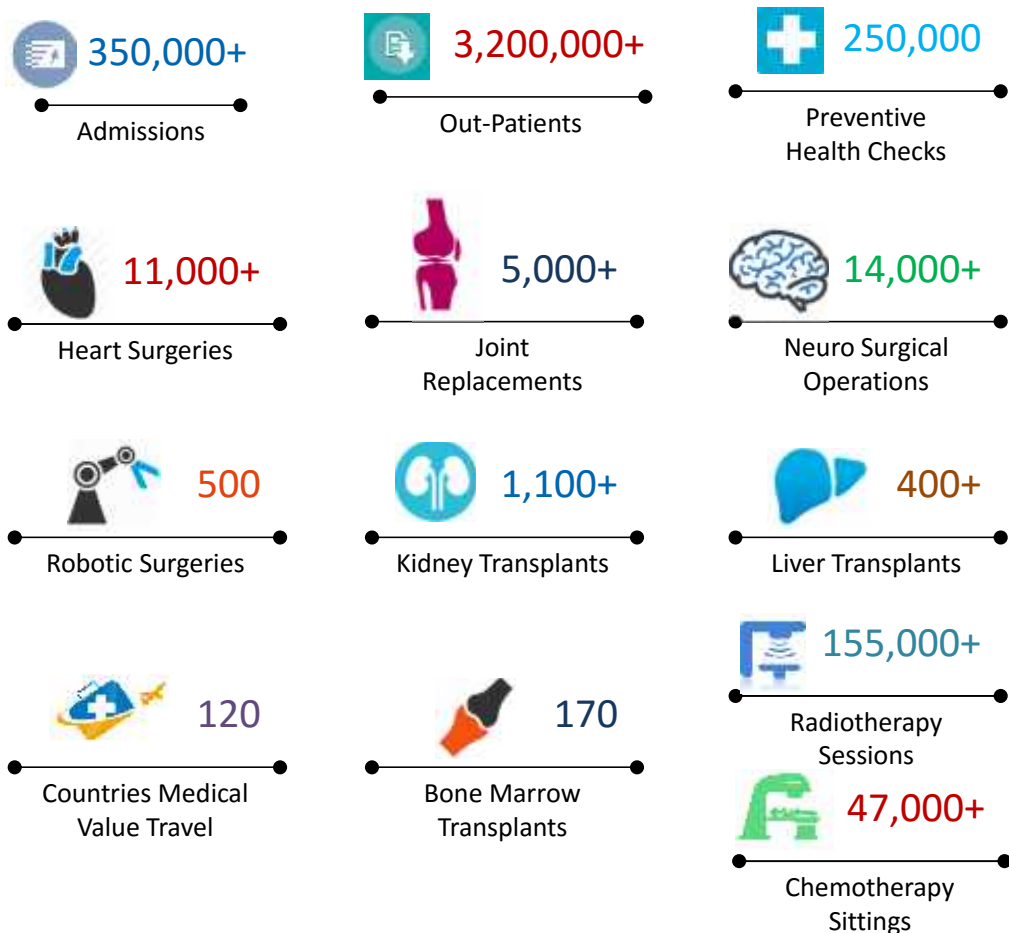 350,000+
Admissions
3,200,000+
Out-Patients
250,000
Preventive
Health Checks
11,000+
Heart Surgeries
5,000+
Joint
Replacements
14,000+
Neuro Surgical
Operations
500
Robotic Surgeries
1,100+
Kidney Transplants
400+
Liver Transplants
120
Countries Medical
Value Travel
170
Bone Marrow
Transplants
155,000+
Radiotherapy
Sessions
47,000+
Chemotherapy
Sittings